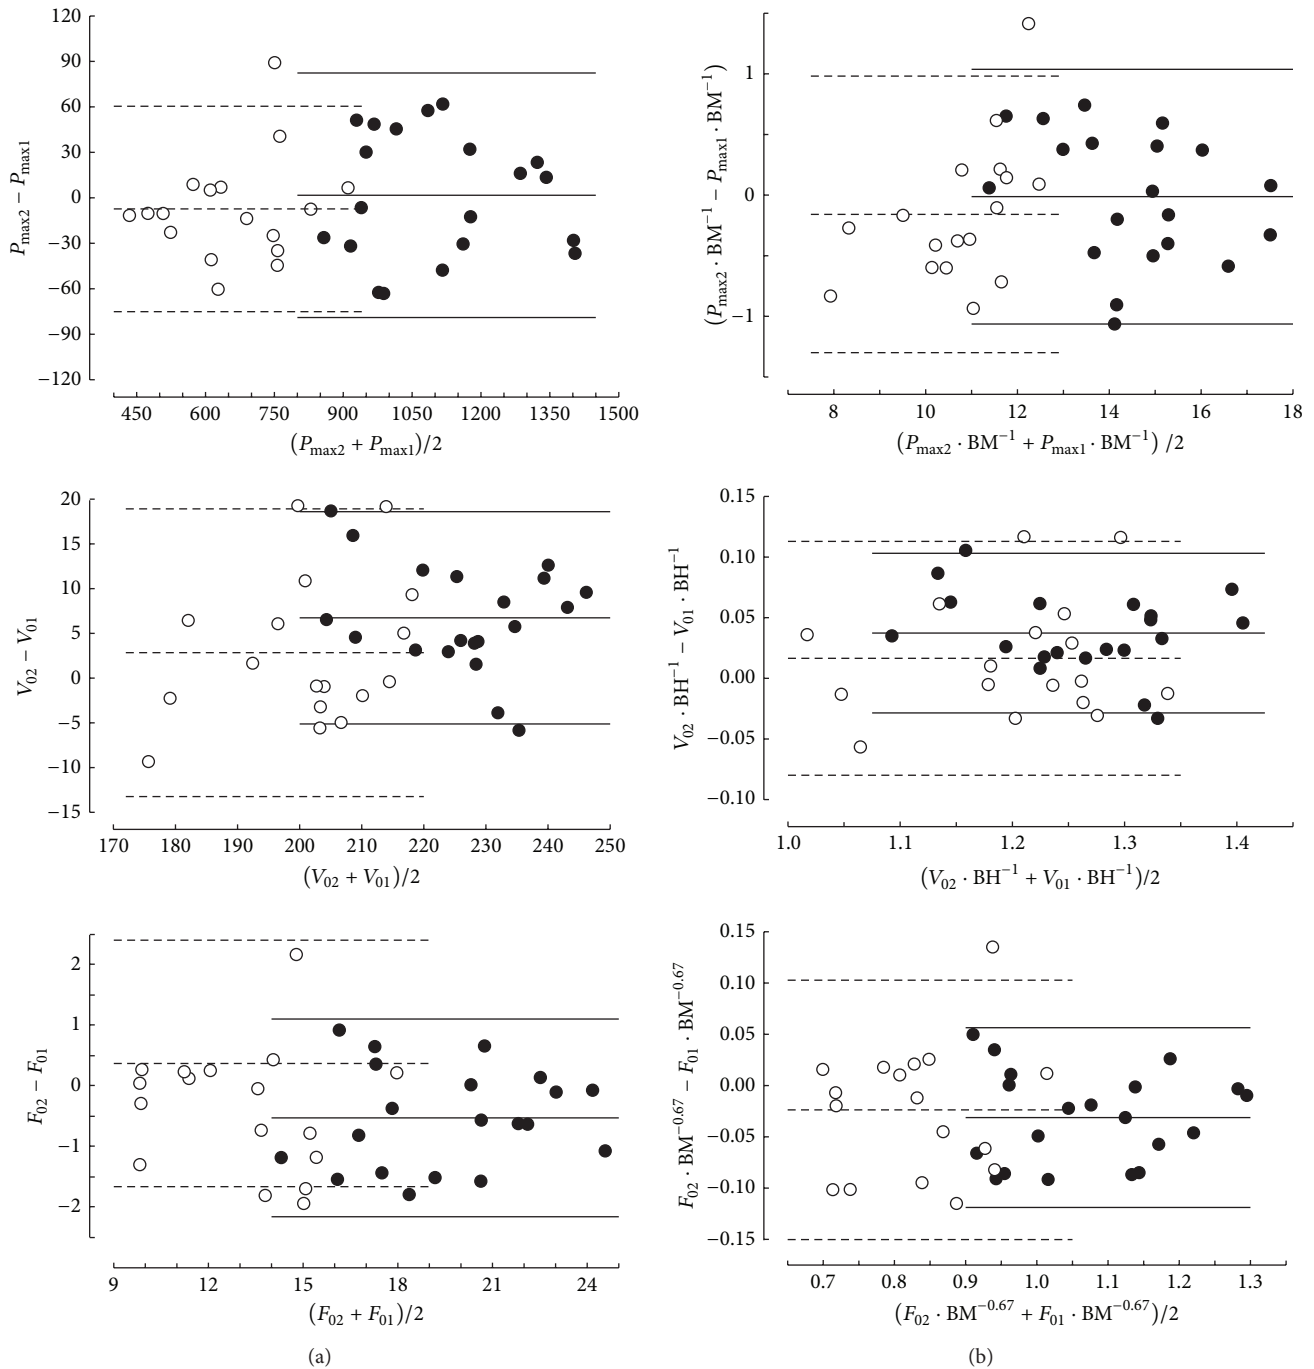 120
90
60
30
0
−30
−60
−90
−120
P_max2 − P_max1
450 600 750 900 1050 1200 1350 1500
(P_max2 + P_max1)/2
1
0
−1
(P_max2 · BM^−1 − P_max1 · BM^−1)
8 10 12 14 16 18
(P_max2 · BM^−1 + P_max1 · BM^−1) /2
20
15
10
5
0
−5
−10
−15
V_02 − V_01
170 180 190 200 210 220 230 240 250
(V_02 + V_01)/2
0.15
0.10
0.05
0.00
−0.05
−0.10
V_02 · BH^−1 − V_01 · BH^−1
1.0 1.1 1.2 1.3 1.4
(V_02 · BH^−1 + V_01 · BH^−1)/2
2
1
0
−1
−2
F_02 − F_01
9 12 15 18 21 24
(F_02 + F_01)/2
(a)
0.15
0.10
0.05
0.00
−0.05
−0.10
−0.15
F_02 · BM^−0.67 − F_01 · BM^−0.67
0.7 0.8 0.9 1.0 1.1 1.2 1.3
(F_02 · BM^−0.67 + F_01 · BM^−0.67)/2
(b)